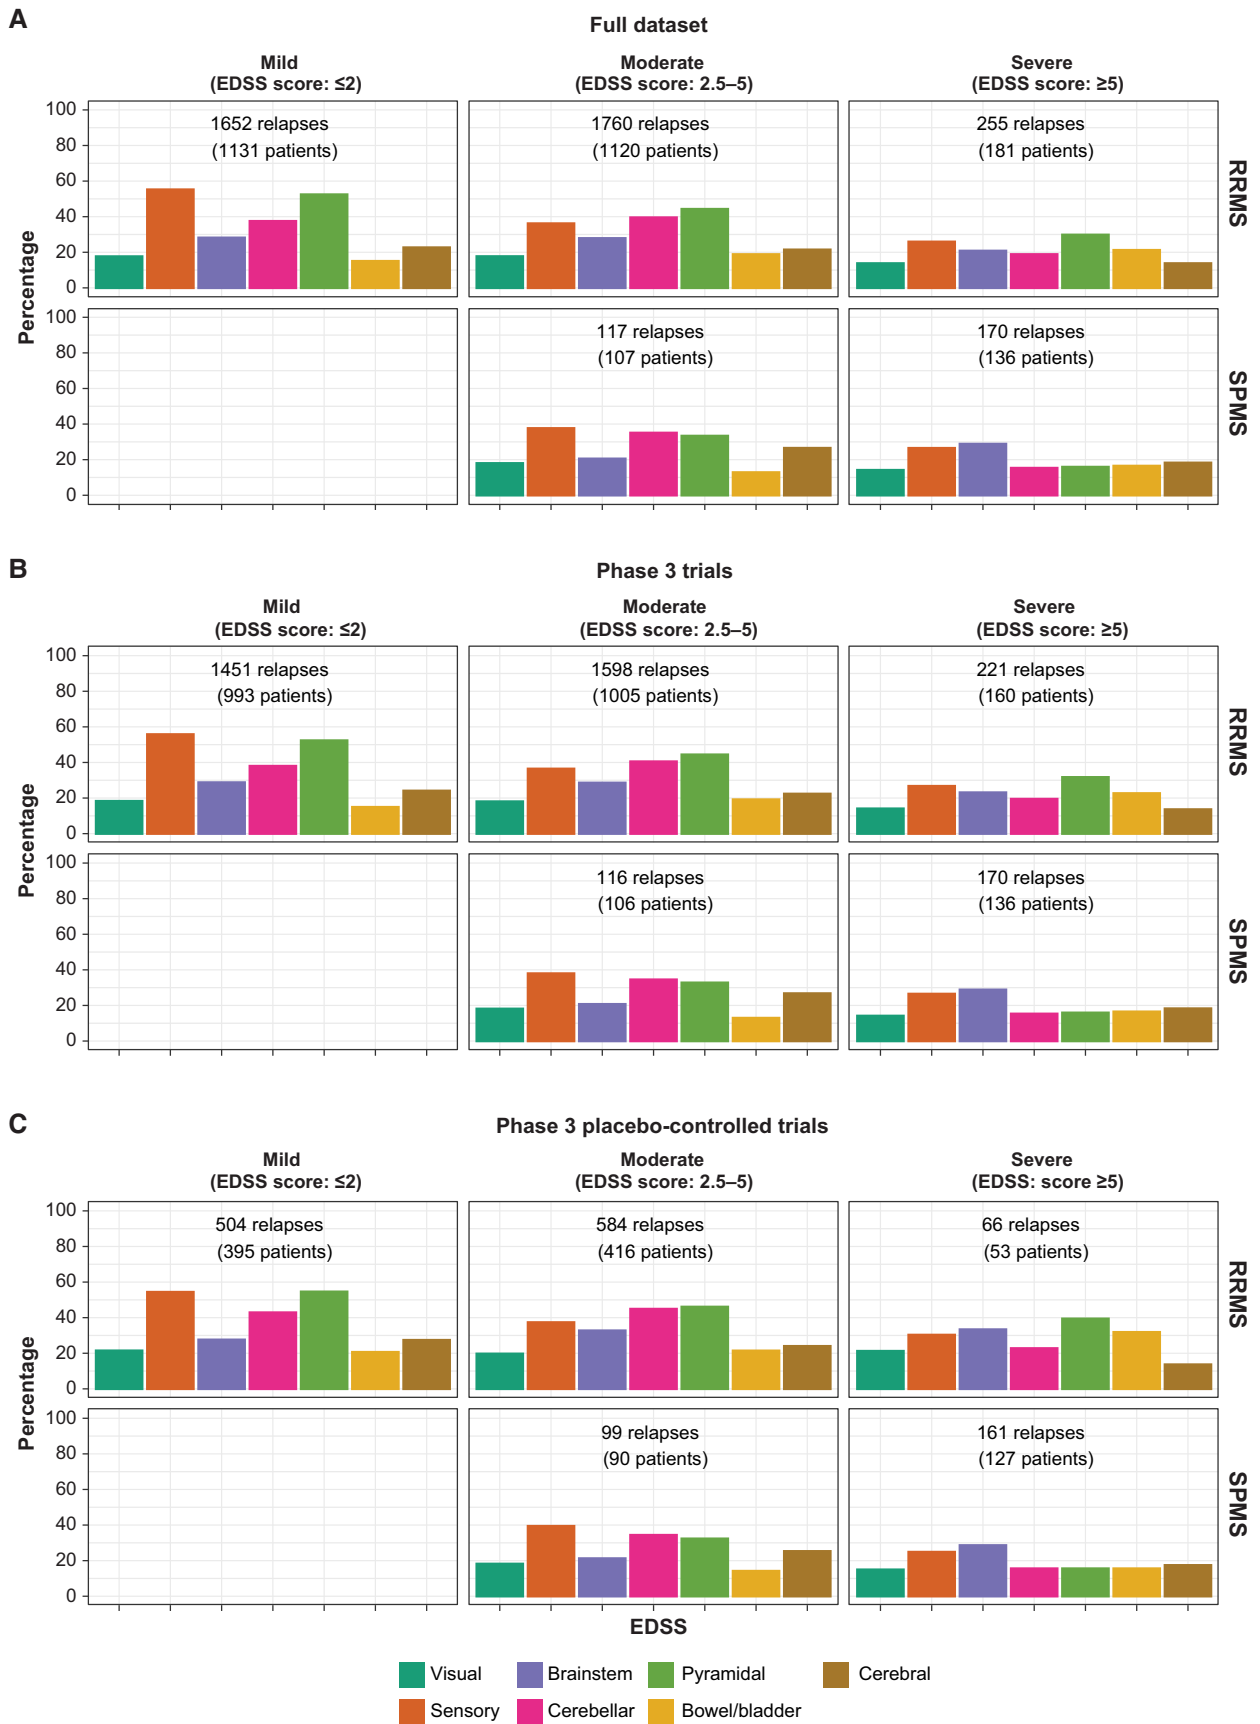 A
Full dataset
Mild
(EDSS score: ≤2)
Moderate
(EDSS score: 2.5–5)
Severe
(EDSS score: ≥5)
100
80
60
40
20
0
1652 relapses
(1131 patients)
1760 relapses
(1120 patients)
255 relapses
(181 patients)
RRMS
Percentage
100
80
60
40
20
0
117 relapses
(107 patients)
170 relapses
(136 patients)
SPMS
B
Phase 3 trials
Mild
(EDSS score: ≤2)
Moderate
(EDSS score: 2.5–5)
Severe
(EDSS score: ≥5)
100
80
60
40
20
0
1451 relapses
(993 patients)
1598 relapses
(1005 patients)
221 relapses
(160 patients)
RRMS
Percentage
100
80
60
40
20
0
116 relapses
(106 patients)
170 relapses
(136 patients)
SPMS
C
Phase 3 placebo-controlled trials
Mild
(EDSS score: ≤2)
Moderate
(EDSS score: 2.5–5)
Severe
(EDSS: score ≥5)
100
80
60
40
20
0
504 relapses
(395 patients)
584 relapses
(416 patients)
66 relapses
(53 patients)
RRMS
Percentage
100
80
60
40
20
0
99 relapses
(90 patients)
161 relapses
(127 patients)
SPMS
EDSS
Visual
Brainstem
Pyramidal
Cerebral
Sensory
Cerebellar
Bowel/bladder